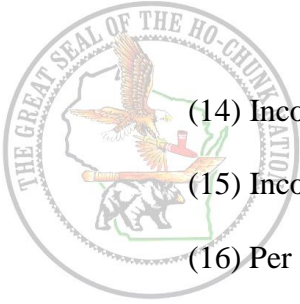 THE GREAT SEAL OF THE HO-CHUNK NATION
(14) Inco
(15) Inco
(16) Per